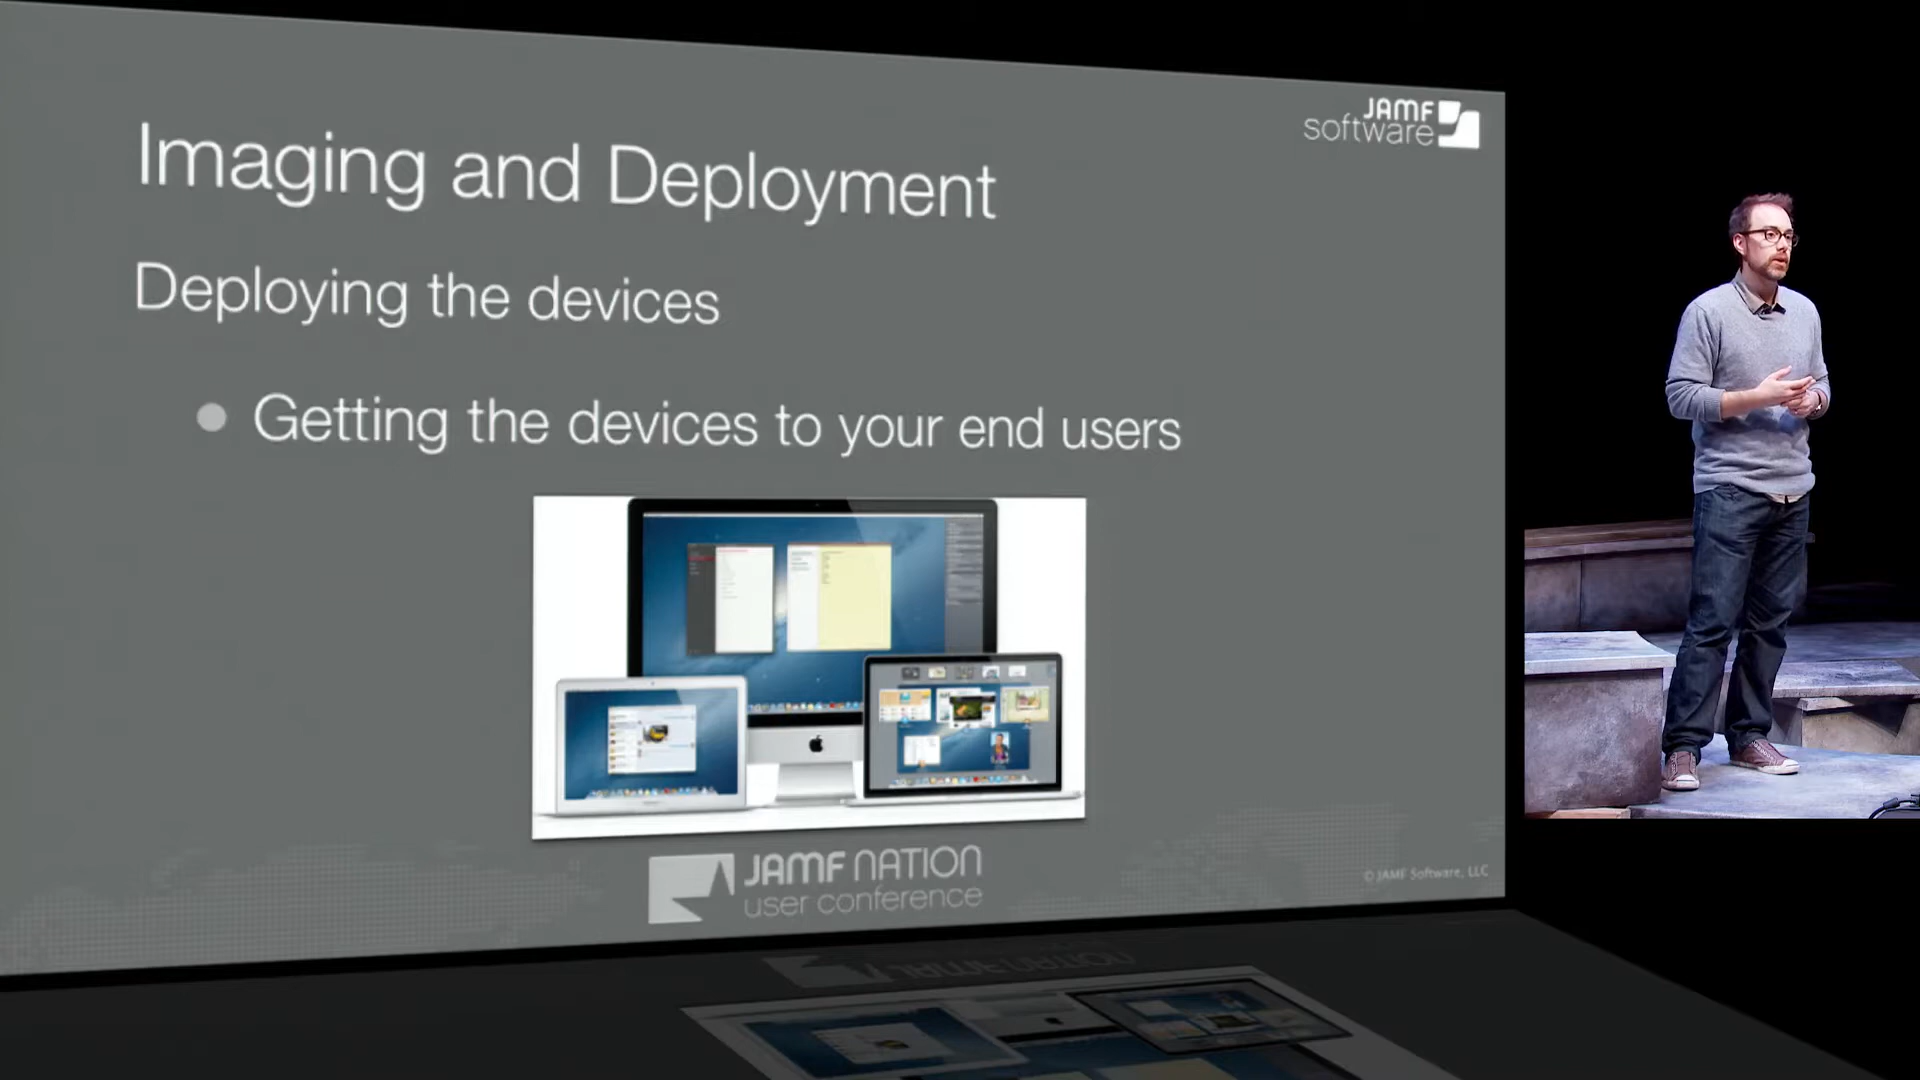 JAMF
software
Imaging and Deployment
Deploying the devices
Getting the devices to your end users
JAMF NATION
user conference
© JAMF Software, LLC